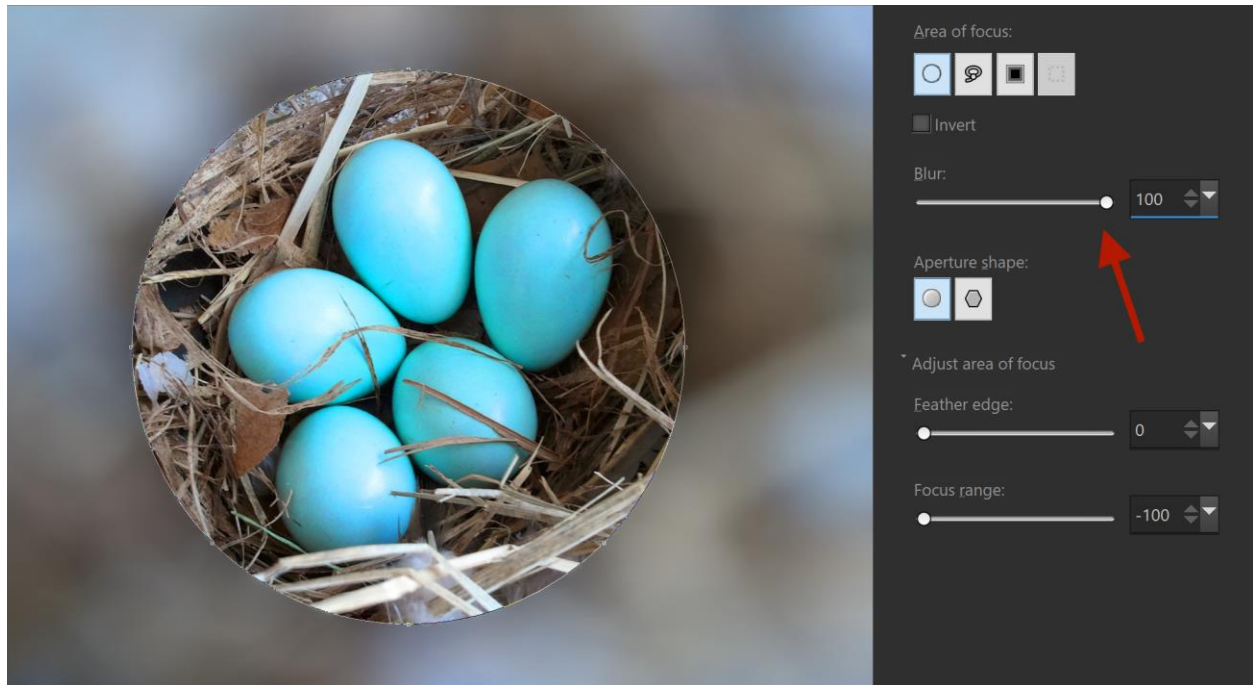 Area of focus:
Invert
Blur:
100
Aperture shape:
Adjust area of focus
Feather edge:
0
Focus range:
-100